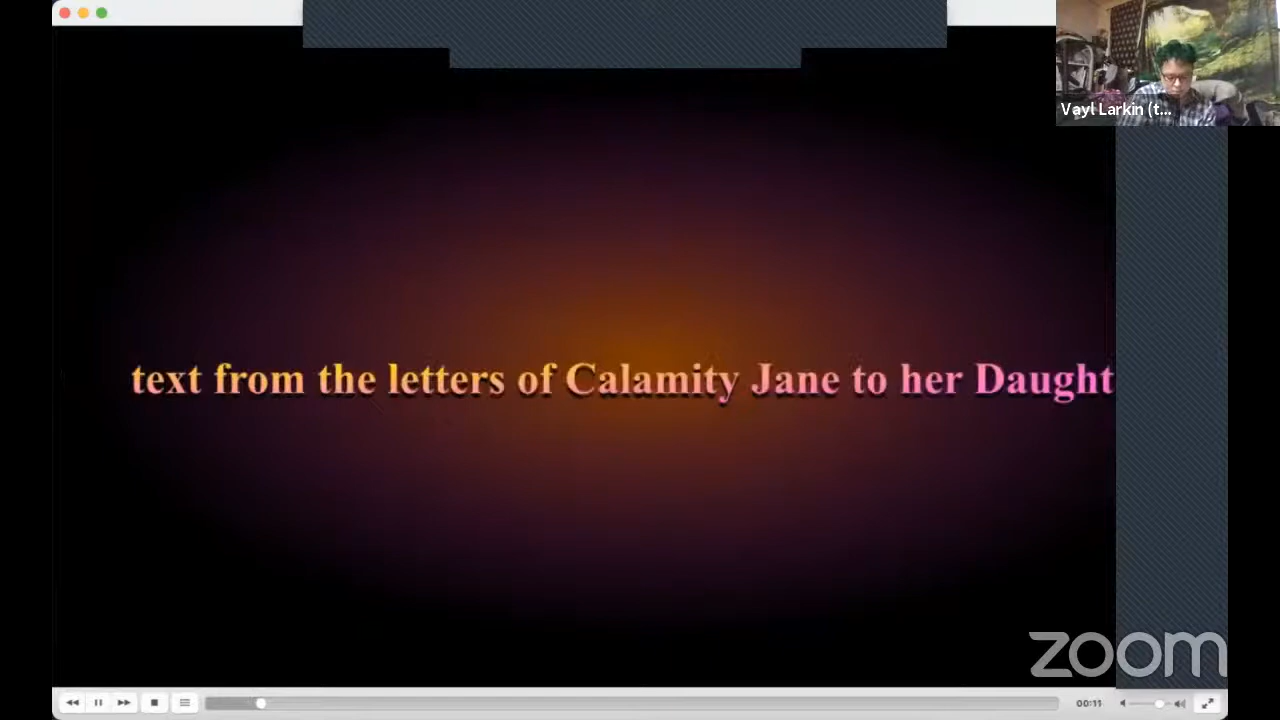 Vayl Larkin (t...
text from the letters of Calamity Jane to her Daught
zoom
00:11